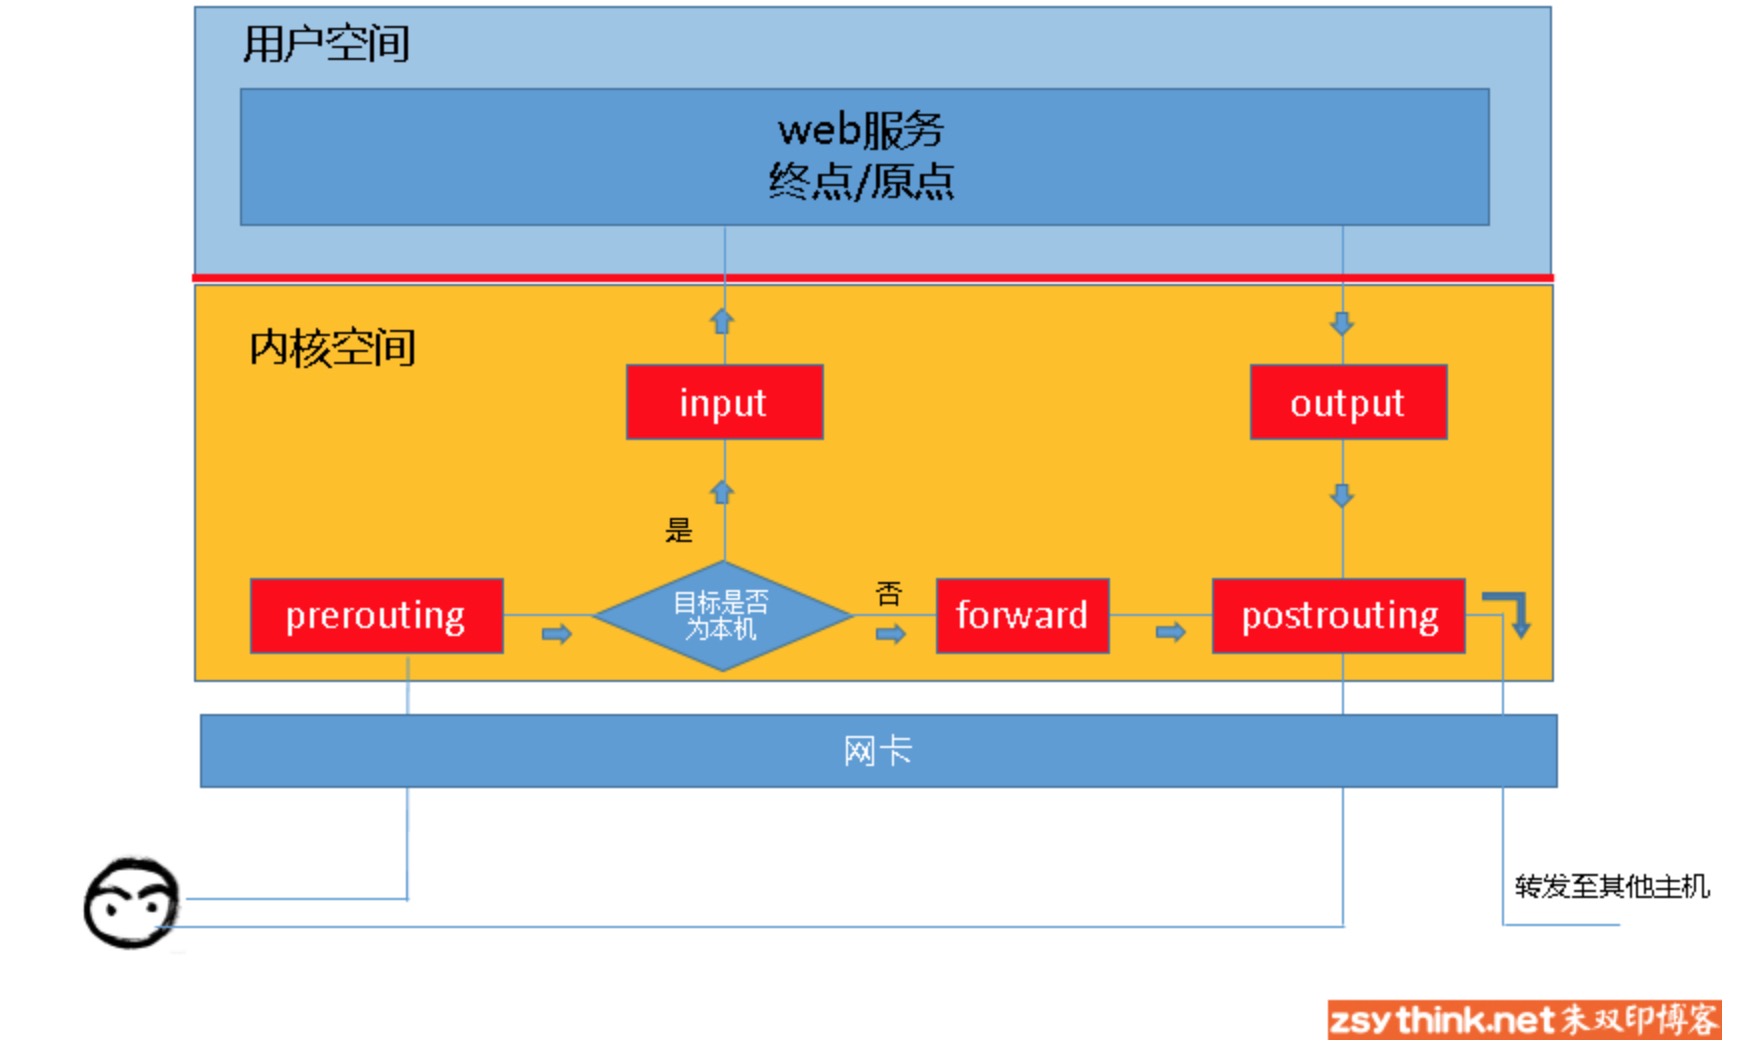 用户空间
web服务
终点/原点
内核空间
input
output
是
prerouting
目标是否
为本机
否
forward
postrouting
网卡
转发至其他主机
zsythink.net朱双印博客